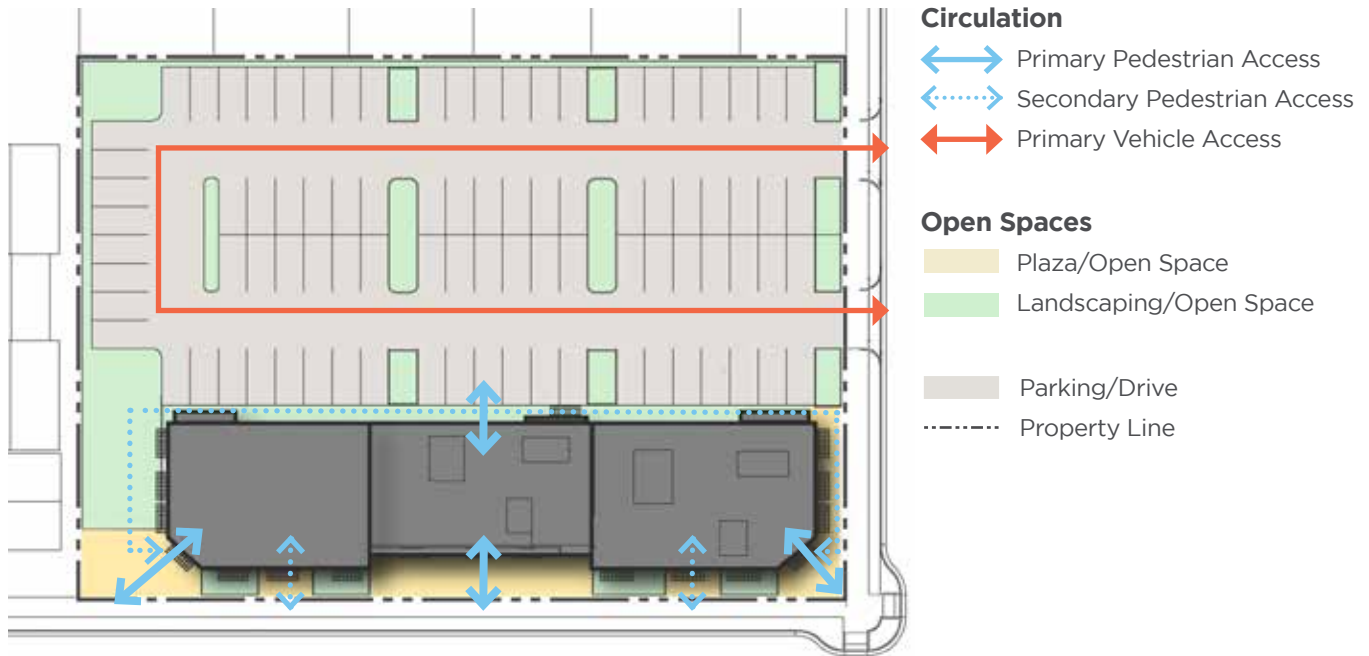 Circulation
Primary Pedestrian Access
Secondary Pedestrian Access
Primary Vehicle Access
Open Spaces
Plaza/Open Space
Landscaping/Open Space
Parking/Drive
Property Line